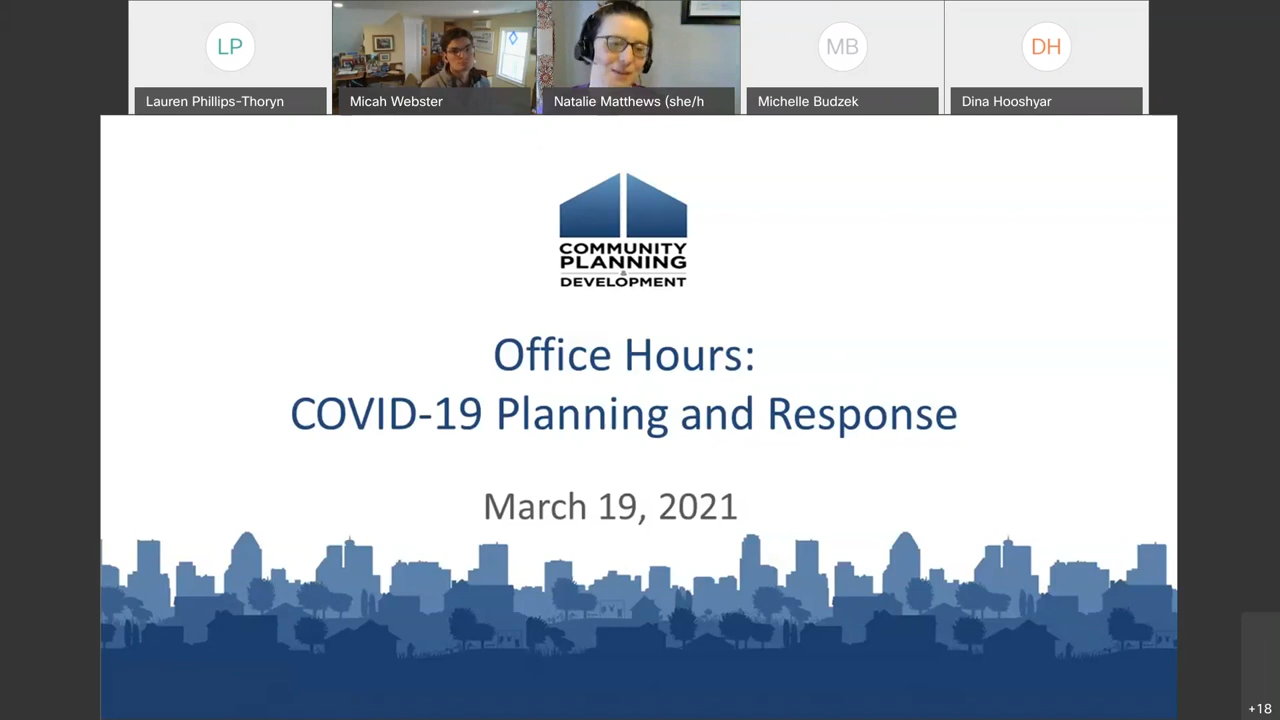 LP
MB
DH
Lauren Phillips-Thoryn
Micah Webster
Natalie Matthews (she/h
Michelle Budzek
Dina Hooshyar
COMMUNITY
PLANNING
&
DEVELOPMENT
Office Hours:
COVID-19 Planning and Response
March 19, 2021
+18